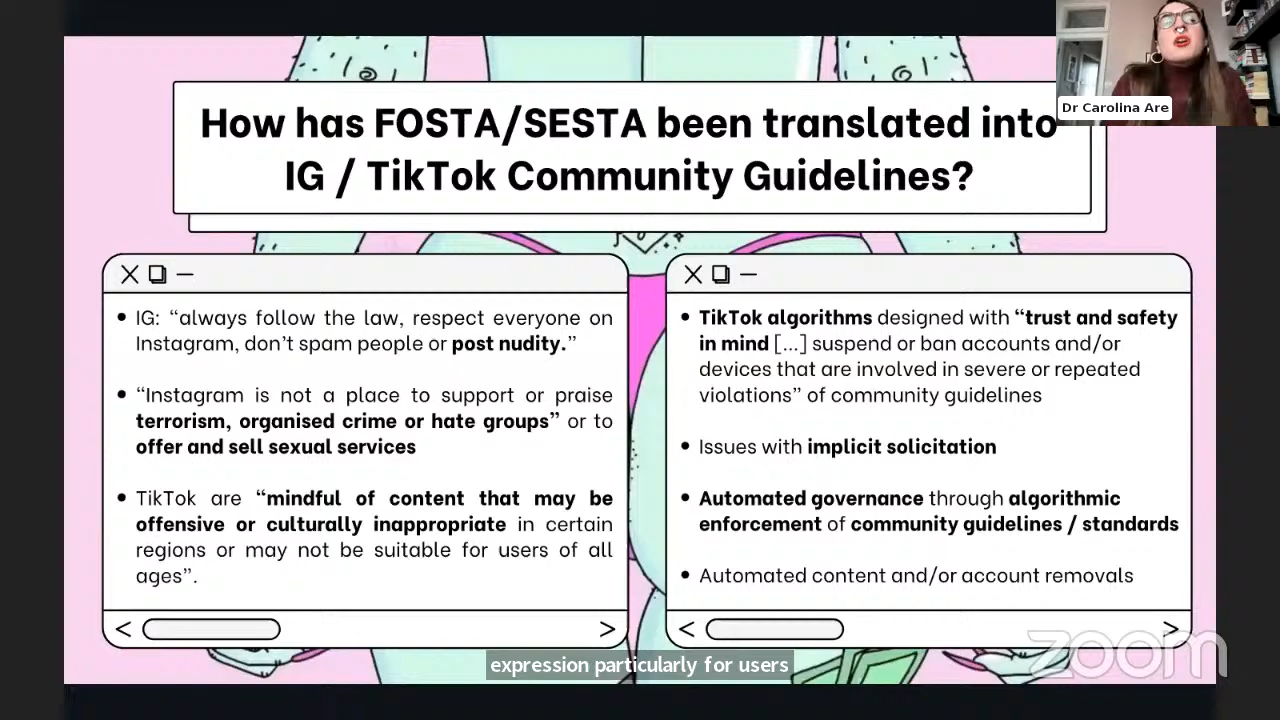 How has FOSTA/SESTA been translated into
IG / TikTok Community Guidelines?
Dr Carolina Are
• IG: “always follow the law, respect everyone on
Instagram, don’t spam people or post nudity.”
• “Instagram is not a place to support or praise
terrorism, organised crime or hate groups” or to
offer and sell sexual services
• TikTok are “mindful of content that may be
offensive or culturally inappropriate in certain
regions or may not be suitable for users of all
ages”.
• TikTok algorithms designed with “trust and safety
in mind [...] suspend or ban accounts and/or
devices that are involved in severe or repeated
violations” of community guidelines
• Issues with implicit solicitation
• Automated governance through algorithmic
enforcement of community guidelines / standards
• Automated content and/or account removals
expression particularly for users
zoom